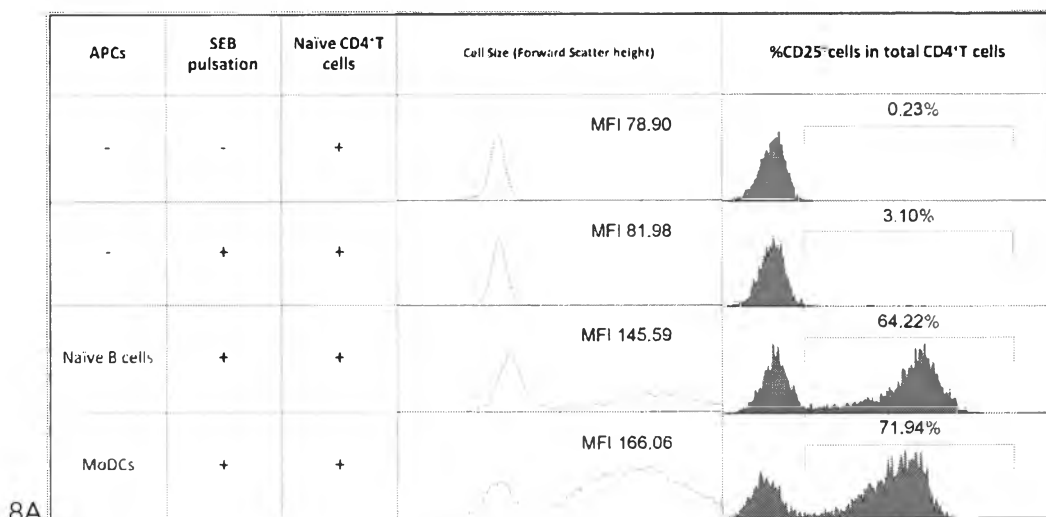 APCs
SEB
pulsation
Naïve CD4⁺T
cells
Cell Size (Forward Scatter height)
%CD25⁻cells in total CD4⁺T cells
- - + MFI 78.90 0.23%
- + + MFI 81.98 3.10%
Naïve B cells + + MFI 145.59 64.22%
MoDCs + + MFI 166.06 71.94%
8A